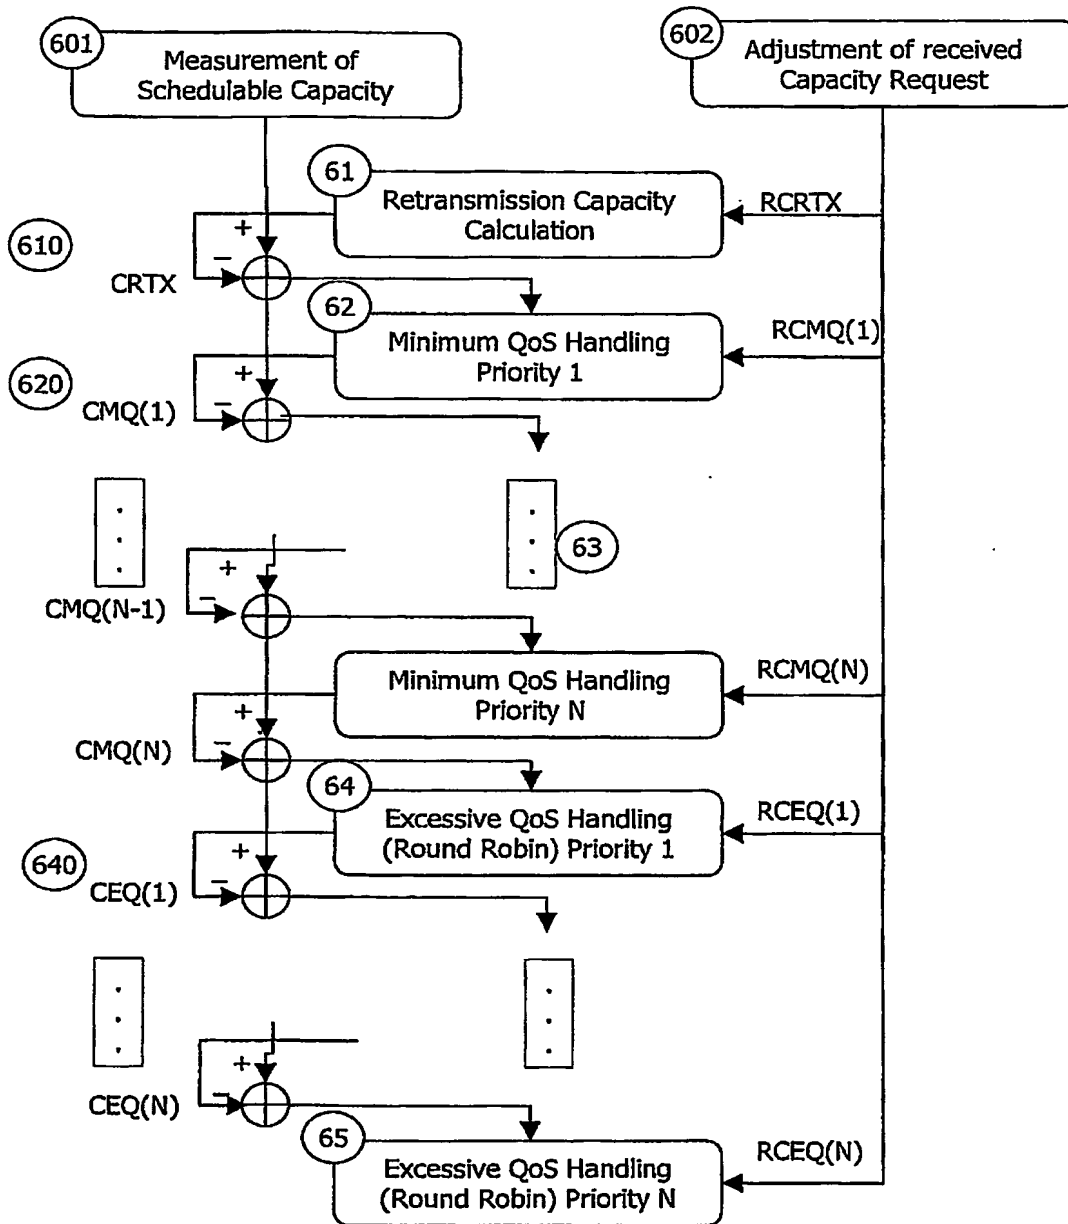 601
Measurement of
Schedulable Capacity
602
Adjustment of received
Capacity Request
61
Retransmission Capacity
Calculation
RCRTX
610
+
−
CRTX
62
Minimum QoS Handling
Priority 1
RCMQ(1)
620
+
−
CMQ(1)
63
+
−
CMQ(N-1)
Minimum QoS Handling
Priority N
RCMQ(N)
+
−
CMQ(N)
64
Excessive QoS Handling
(Round Robin) Priority 1
RCEQ(1)
640
+
−
CEQ(1)
+
−
CEQ(N)
65
Excessive QoS Handling
(Round Robin) Priority N
RCEQ(N)